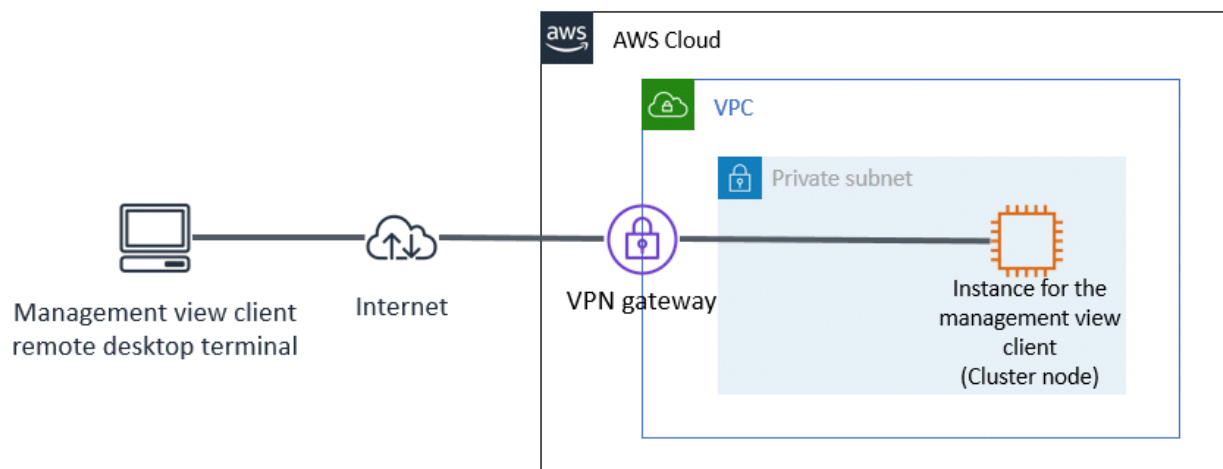 aws
AWS Cloud
VPC
Private subnet
Management view client
remote desktop terminal
Internet
VPN gateway
Instance for the
management view
client
(Cluster node)